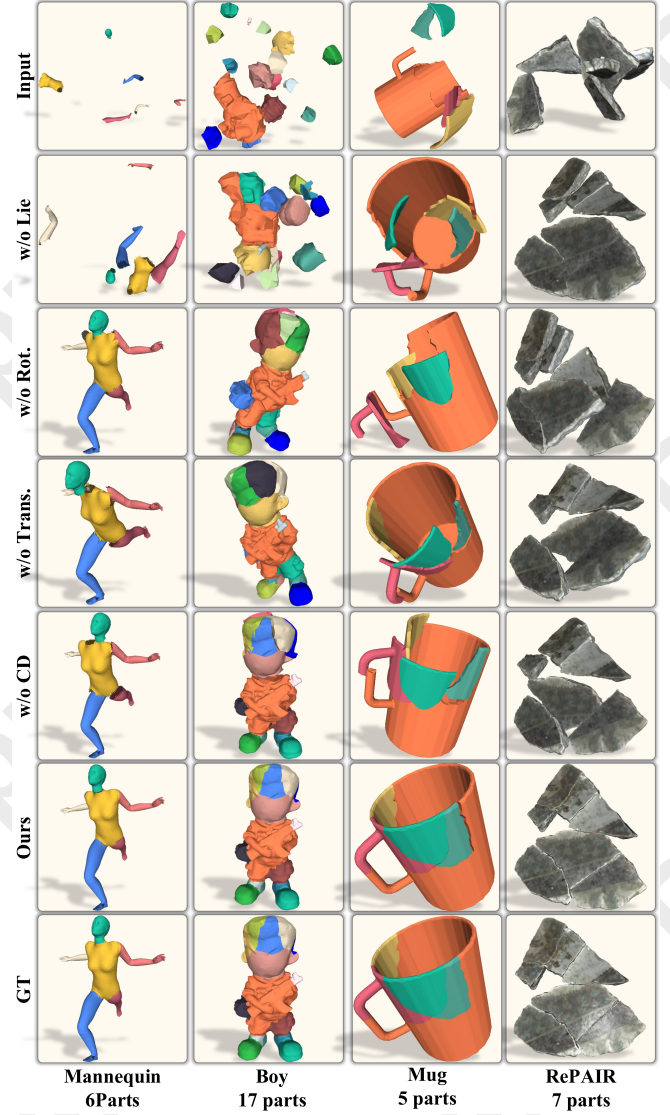 Input
w/o Lie
w/o Rot.
w/o Trans.
w/o CD
Ours
GT
Mannequin
6Parts
Boy
17 parts
Mug
5 parts
RePAIR
7 parts